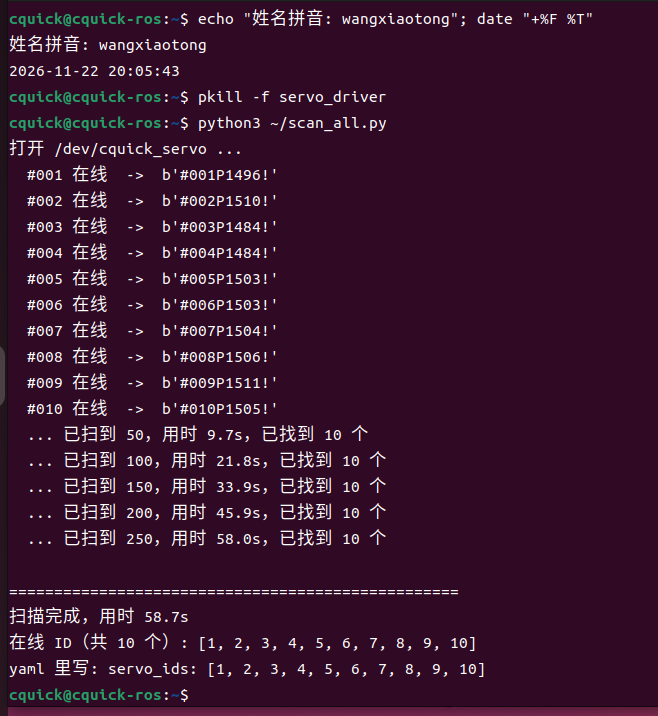 cquick@cquick-ros:~$ echo "姓名拼音: wangxiaotong"; date "+%F %T"
姓名拼音: wangxiaotong
2026-11-22 20:05:43
cquick@cquick-ros:~$ pkill -f servo_driver
cquick@cquick-ros:~$ python3 ~/scan_all.py
打开 /dev/cquick_servo ...
  #001 在线  ->  b'#001P1496!'
  #002 在线  ->  b'#002P1510!'
  #003 在线  ->  b'#003P1484!'
  #004 在线  ->  b'#004P1484!'
  #005 在线  ->  b'#005P1503!'
  #006 在线  ->  b'#006P1503!'
  #007 在线  ->  b'#007P1504!'
  #008 在线  ->  b'#008P1506!'
  #009 在线  ->  b'#009P1511!'
  #010 在线  ->  b'#010P1505!'
  ... 已扫到 50，用时 9.7s，已找到 10 个
  ... 已扫到 100，用时 21.8s，已找到 10 个
  ... 已扫到 150，用时 33.9s，已找到 10 个
  ... 已扫到 200，用时 45.9s，已找到 10 个
  ... 已扫到 250，用时 58.0s，已找到 10 个
==================================================
扫描完成，用时 58.7s
在线 ID（共 10 个）: [1, 2, 3, 4, 5, 6, 7, 8, 9, 10]
yaml 里写: servo_ids: [1, 2, 3, 4, 5, 6, 7, 8, 9, 10]
cquick@cquick-ros:~$